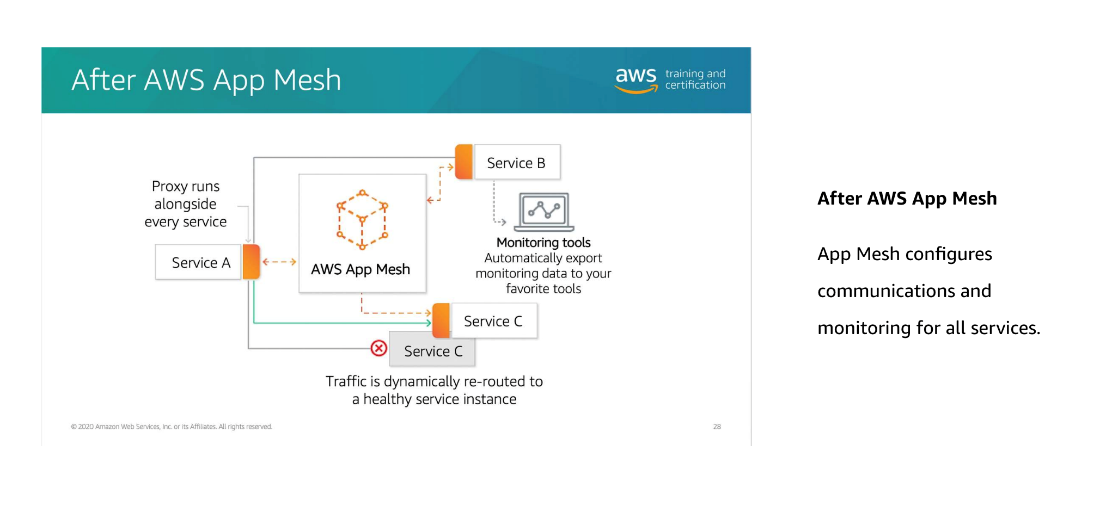 After AWS App Mesh
aws training and
certification
Service B
Proxy runs
alongside
every service
Monitoring tools
Automatically export
monitoring data to your
favorite tools
Service A
AWS App Mesh
Service C
Service C
Traffic is dynamically re-routed to
a healthy service instance
© 2020 Amazon Web Services, Inc. or its Affiliates. All rights reserved.
28
After AWS App Mesh
App Mesh configures
communications and
monitoring for all services.